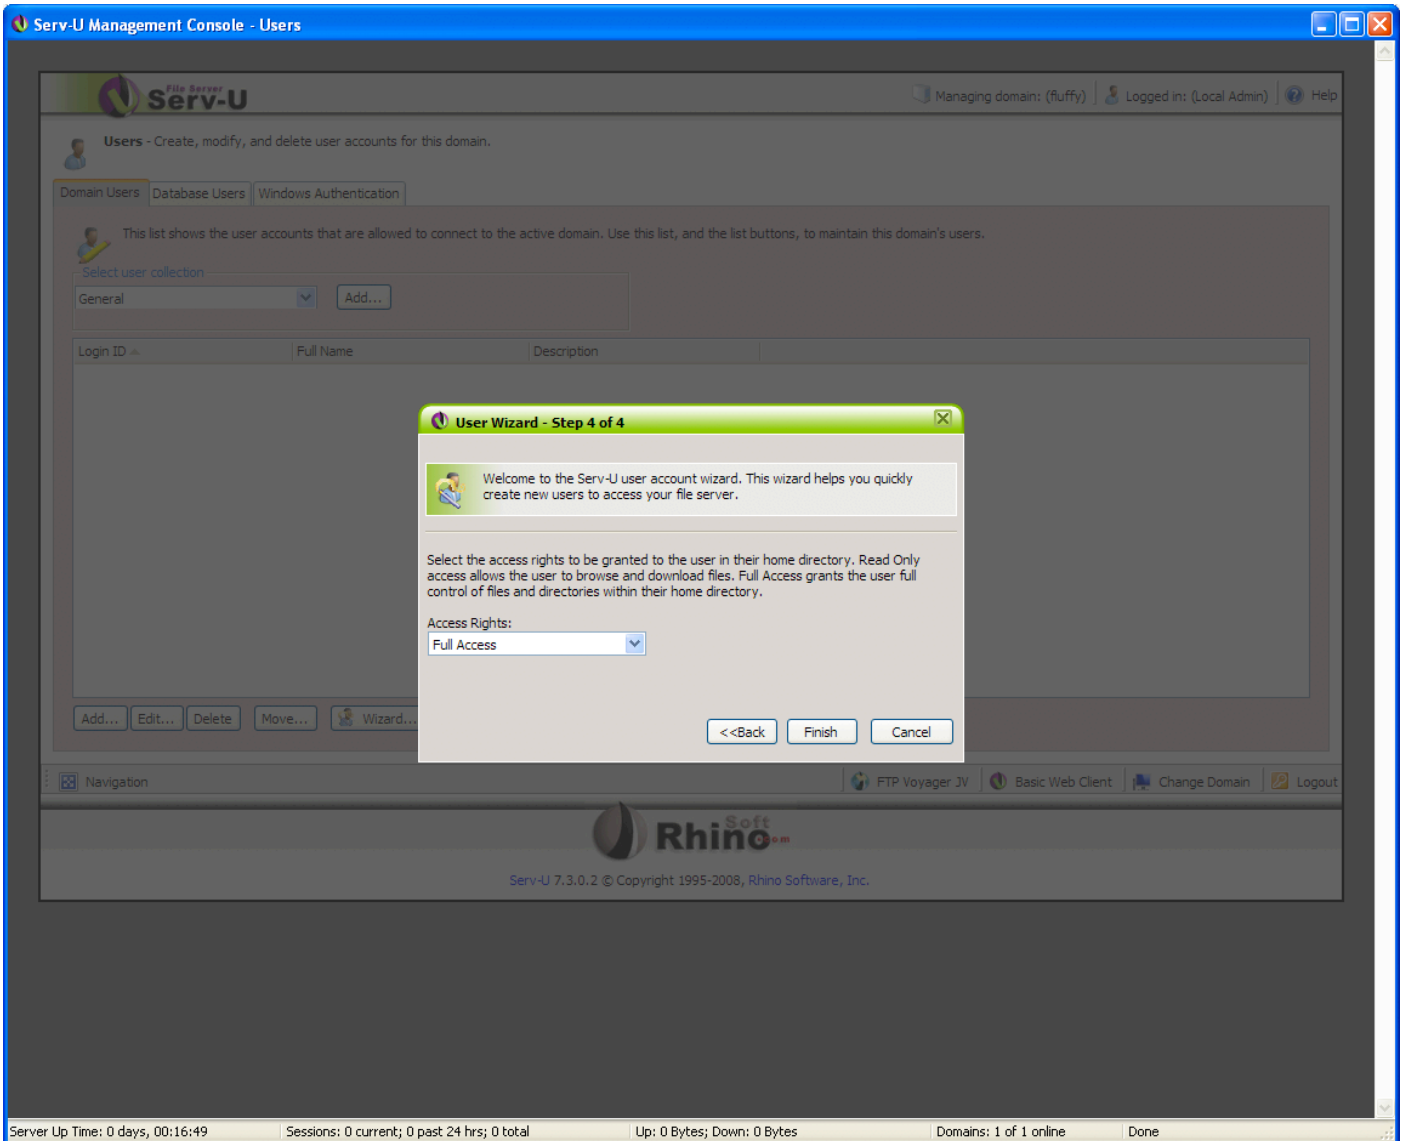 Serv-U Management Console - Users
File Server
Serv-U
Managing domain: (fluffy) Logged in: (Local Admin) Help
Users - Create, modify, and delete user accounts for this domain.
Domain Users Database Users Windows Authentication
This list shows the user accounts that are allowed to connect to the active domain. Use this list, and the list buttons, to maintain this domain's users.
Select user collection
General Add...
Login ID Full Name Description
User Wizard - Step 4 of 4
Welcome to the Serv-U user account wizard. This wizard helps you quickly
create new users to access your file server.
Select the access rights to be granted to the user in their home directory. Read Only
access allows the user to browse and download files. Full Access grants the user full
control of files and directories within their home directory.
Access Rights:
Full Access
<<Back Finish Cancel
Add... Edit... Delete Move... Wizard...
Navigation FTP Voyager JV Basic Web Client Change Domain Logout
RhinoSoft.com
Serv-U 7.3.0.2 © Copyright 1995-2008, Rhino Software, Inc.
Server Up Time: 0 days, 00:16:49 Sessions: 0 current; 0 past 24 hrs; 0 total Up: 0 Bytes; Down: 0 Bytes Domains: 1 of 1 online Done